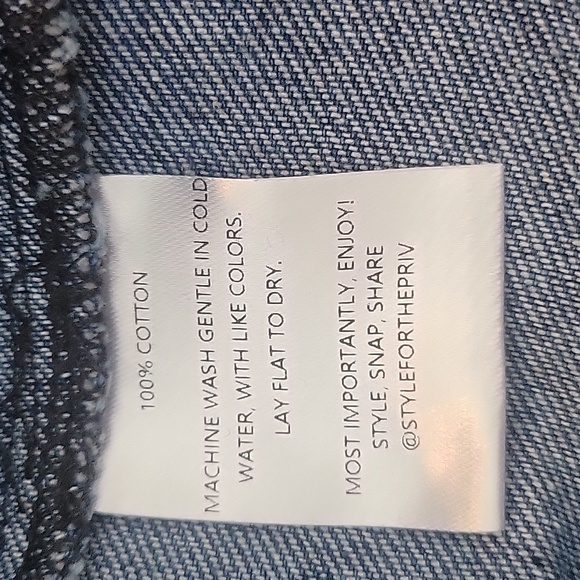 100% COTTON
MACHINE WASH GENTLE IN COLD
WATER, WITH LIKE COLORS.
LAY FLAT TO DRY.
MOST IMPORTANTLY, ENJOY!
STYLE, SNAP, SHARE
@STYLEFORTHEPRIV